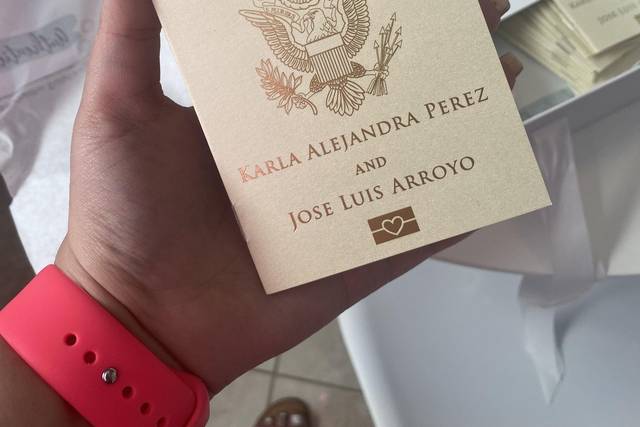 KARLA ALEJANDRA PEREZ
AND
JOSE LUIS ARROYO